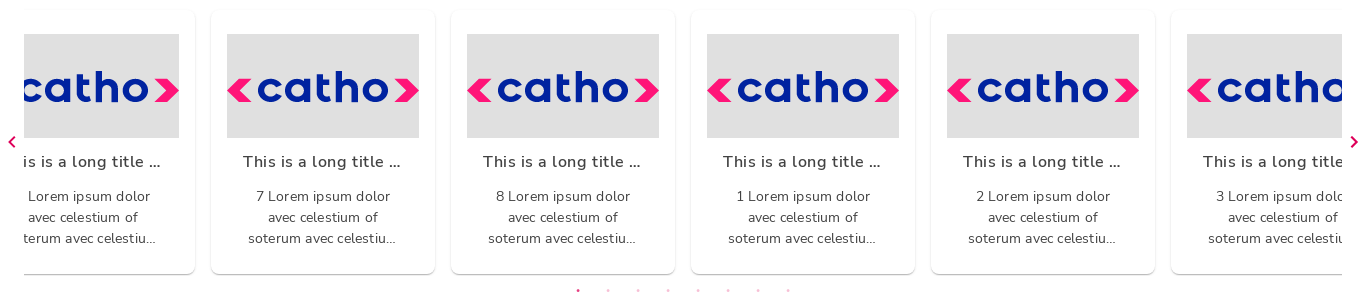 catho
catho
catho
catho
catho
catho
is is a long title ...
This is a long title ...
This is a long title ...
This is a long title ...
This is a long title ...
This is a long title
Lorem ipsum dolor
avec celestium of
terum avec celestiu...
7 Lorem ipsum dolor
avec celestium of
soterum avec celestiu...
8 Lorem ipsum dolor
avec celestium of
soterum avec celestiu...
1 Lorem ipsum dolor
avec celestium of
soterum avec celestiu...
2 Lorem ipsum dolor
avec celestium of
soterum avec celestiu...
3 Lorem ipsum dolo
avec celestium of
soterum avec celestiu